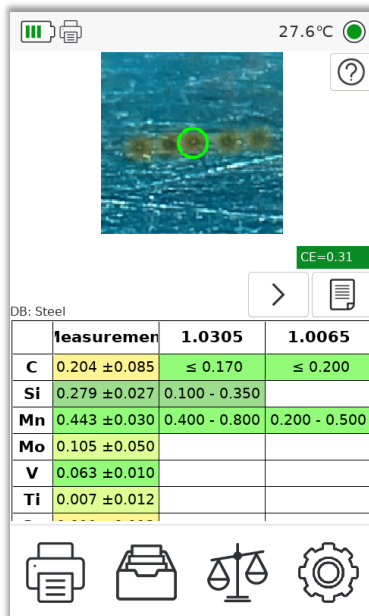 27.6℃
?
CE=0.31
DB: Steel
Measuremen 1.0305 1.0065
C 0.204 ±0.085 ≤ 0.170 ≤ 0.200
Si 0.279 ±0.027 0.100 - 0.350
Mn 0.443 ±0.030 0.400 - 0.800 0.200 - 0.500
Mo 0.105 ±0.050
V 0.063 ±0.010
Ti 0.007 ±0.012